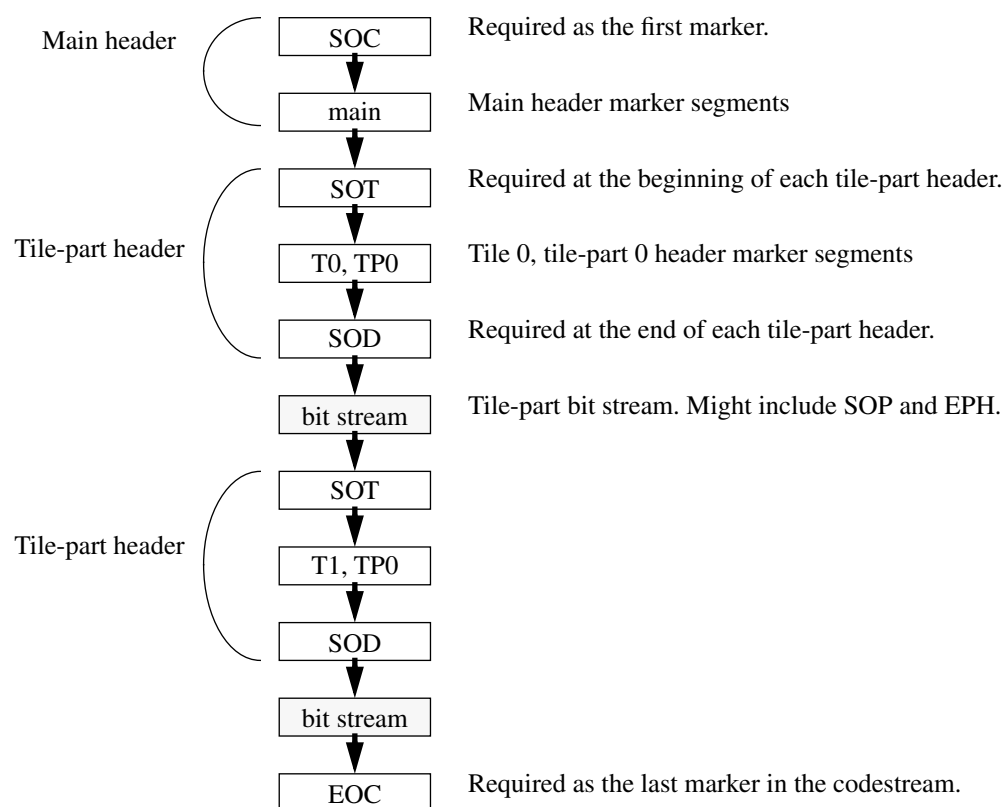 Main header
SOC
Required as the first marker.
main
Main header marker segments
Tile-part header
SOT
Required at the beginning of each tile-part header.
T0, TP0
Tile 0, tile-part 0 header marker segments
SOD
Required at the end of each tile-part header.
bit stream
Tile-part bit stream. Might include SOP and EPH.
Tile-part header
SOT
T1, TP0
SOD
bit stream
EOC
Required as the last marker in the codestream.